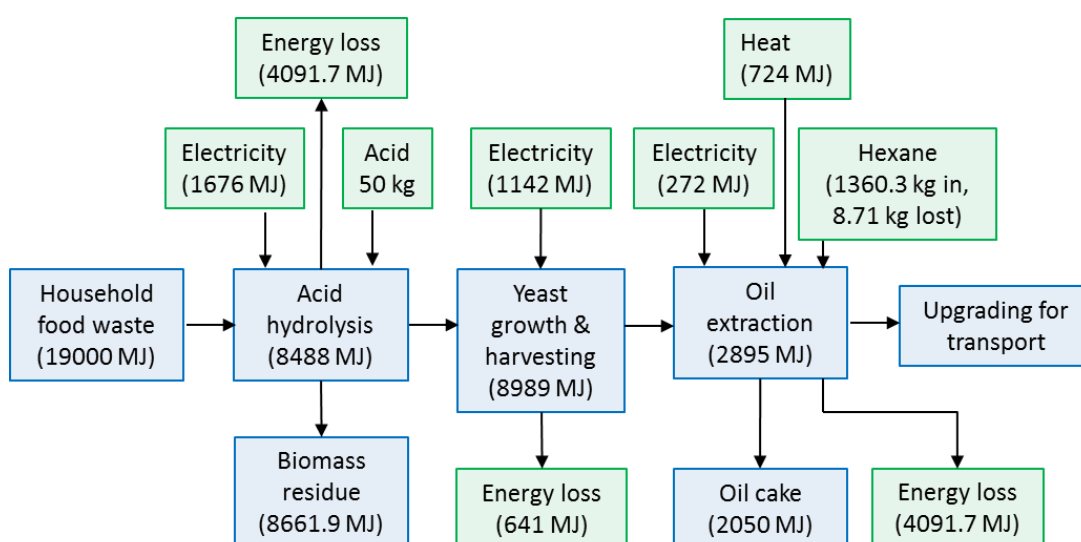 Energy loss
(4091.7 MJ)
Heat
(724 MJ)
Electricity
(1676 MJ)
Acid
50 kg
Electricity
(1142 MJ)
Electricity
(272 MJ)
Hexane
(1360.3 kg in,
8.71 kg lost)
Household
food waste
(19000 MJ)
Acid
hydrolysis
(8488 MJ)
Yeast
growth &
harvesting
(8989 MJ)
Oil
extraction
(2895 MJ)
Upgrading for
transport
Biomass
residue
(8661.9 MJ)
Energy loss
(641 MJ)
Oil cake
(2050 MJ)
Energy loss
(4091.7 MJ)